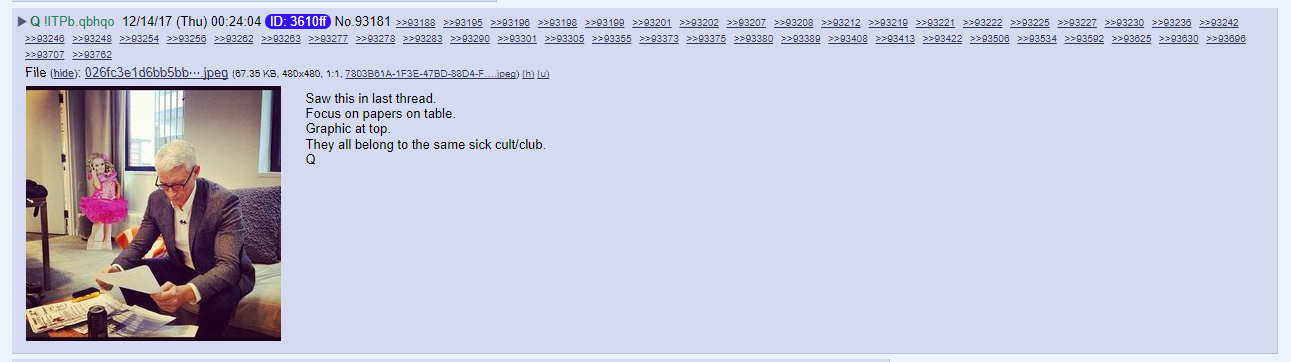 Q !ITPb.qbhqo 12/14/17 (Thu) 00:24:04 ID: 3610ff No.93181 >>93188 >>93195 >>93196 >>93198 >>93199 >>93201 >>93202 >>93207 >>93208 >>93212 >>93219 >>93221 >>93222 >>93225 >>93227 >>93230 >>93236 >>93242
>>93246 >>93248 >>93254 >>93256 >>93262 >>93263 >>93277 >>93278 >>93283 >>93290 >>93301 >>93305 >>93355 >>93373 >>93375 >>93380 >>93389 >>93408 >>93413 >>93422 >>93506 >>93534 >>93592 >>93625 >>93630 >>93696
>>93707 >>93762
File (hide): 026fc3e1d6bb5bb⋯.jpeg (67.35 KB, 480x480, 1:1, 7803B61A-1F3E-47BD-88D4-F….jpeg) (h) (u)
Saw this in last thread.
Focus on papers on table.
Graphic at top.
They all belong to the same sick cult/club.
Q